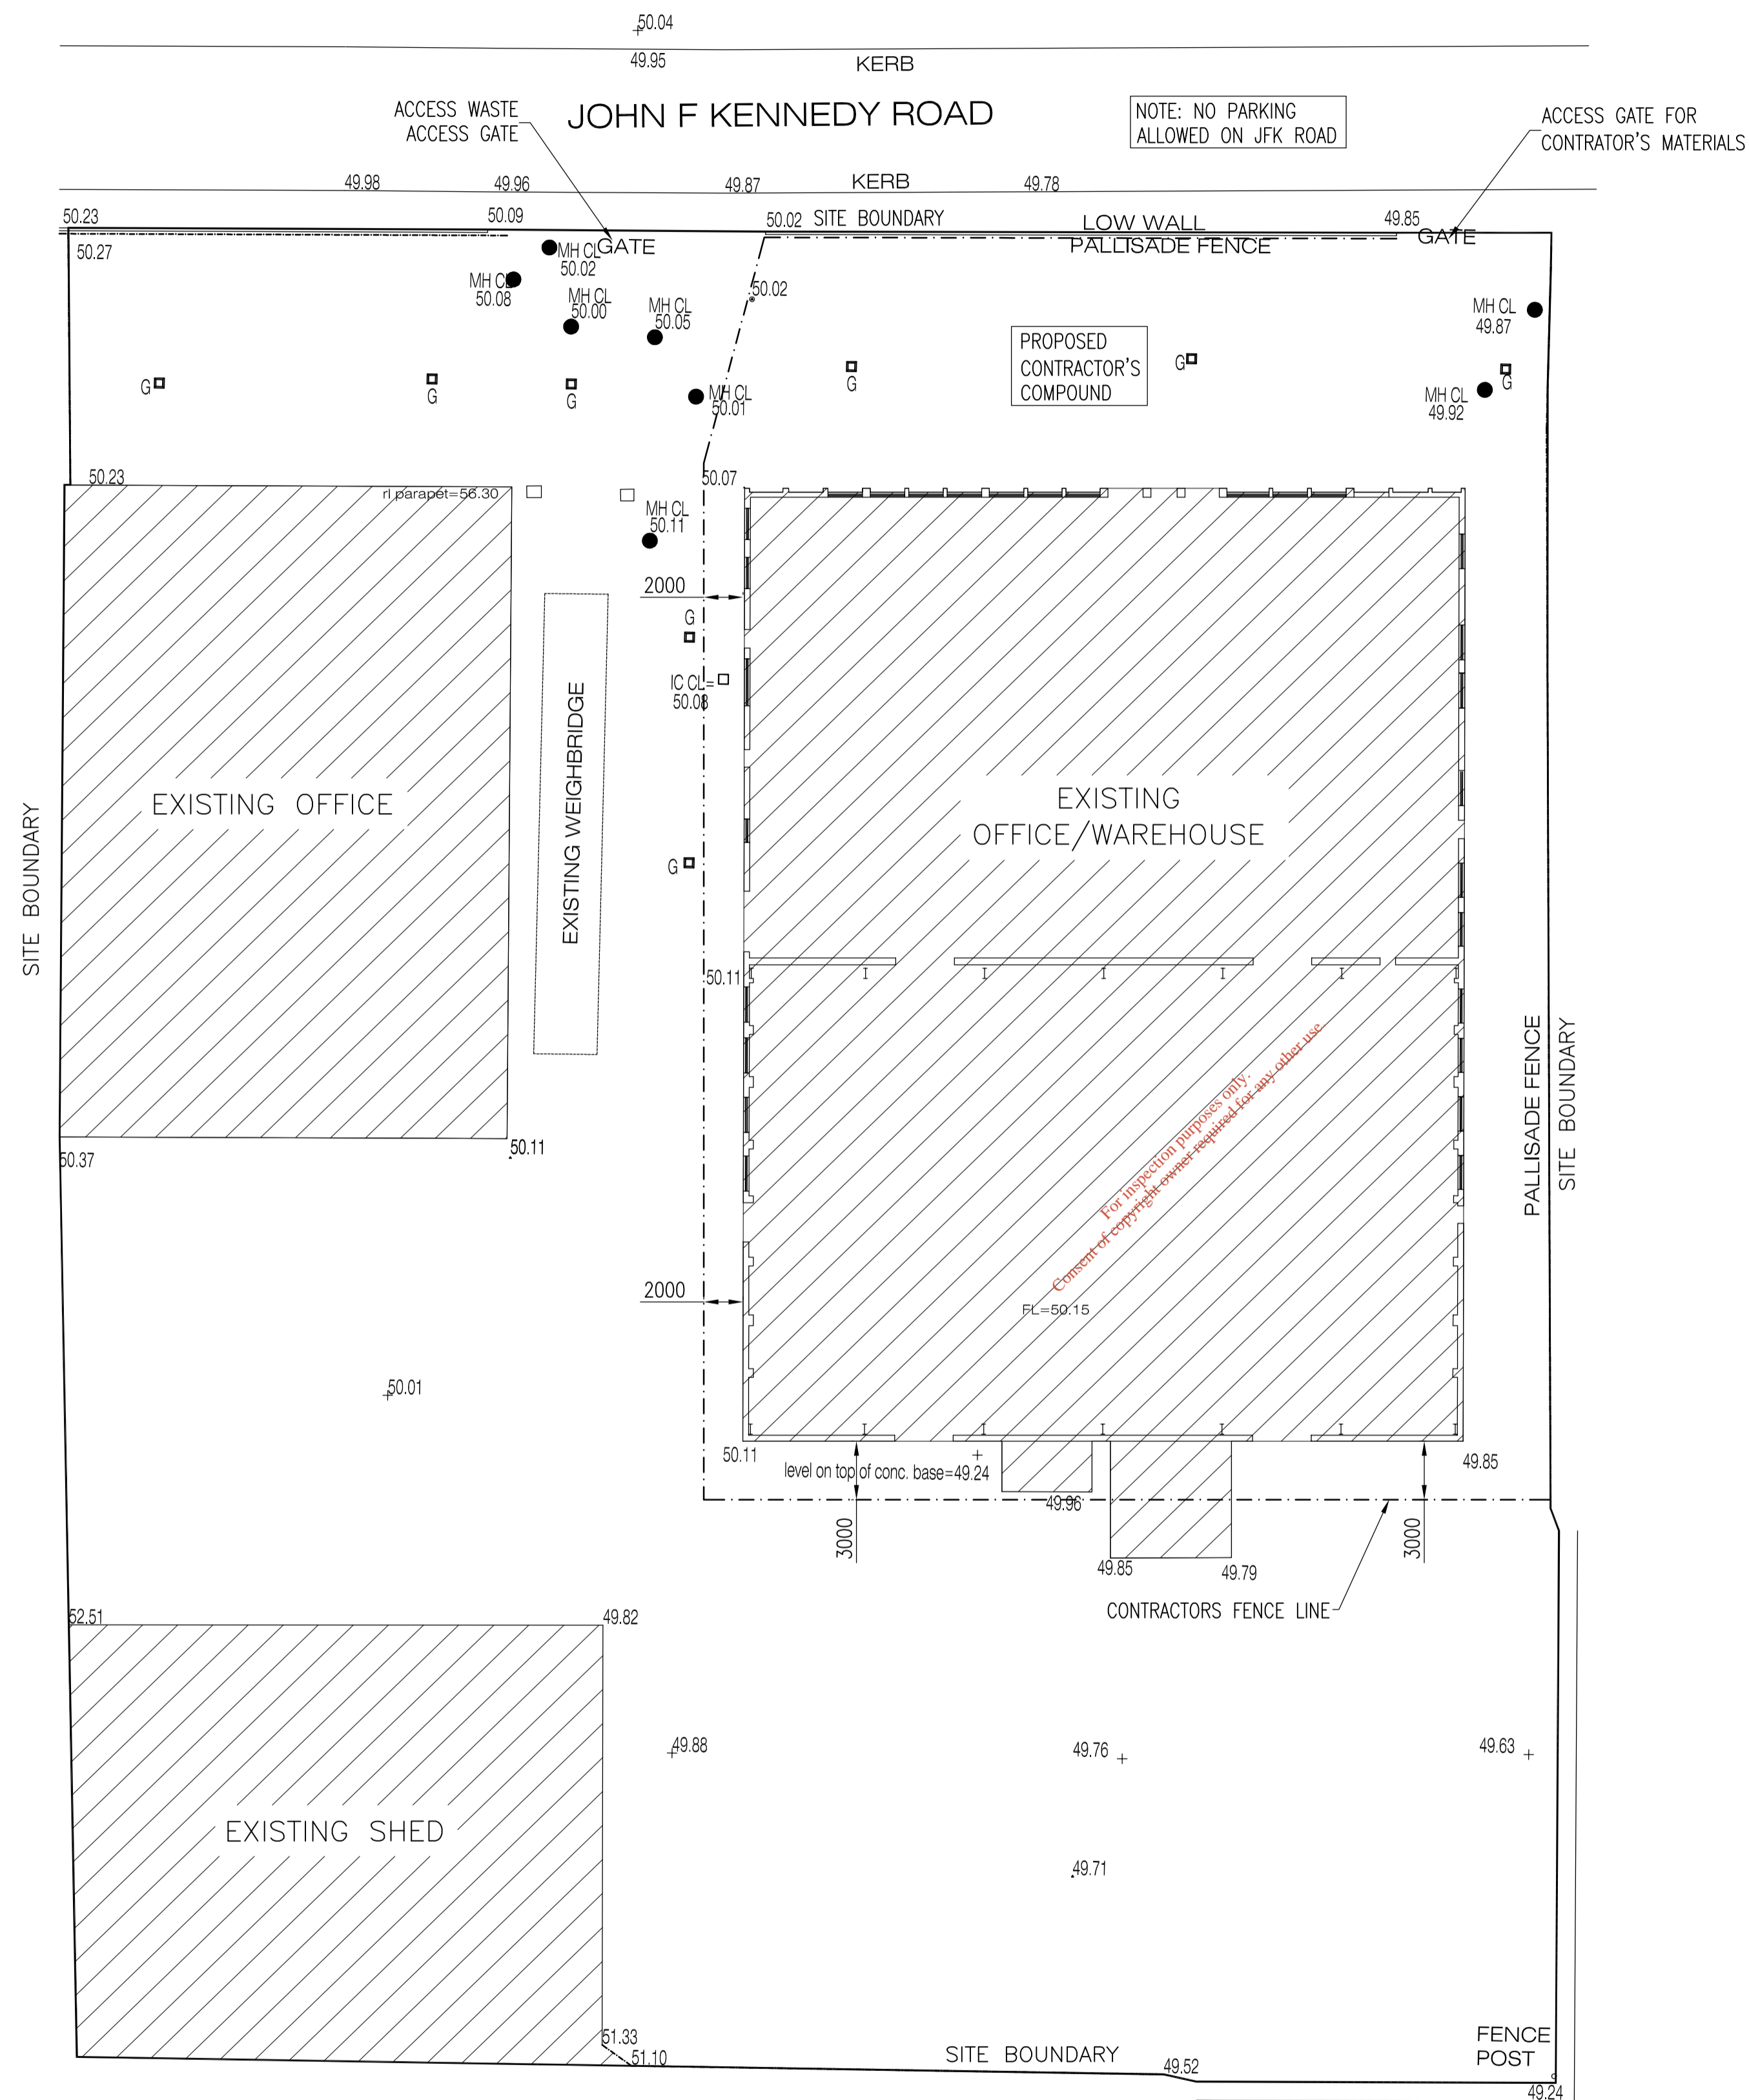 50.04
49.95
KERB
ACCESS WASTE
ACCESS GATE
JOHN F KENNEDY ROAD
NOTE: NO PARKING
ALLOWED ON JFK ROAD
ACCESS GATE FOR
CONTRATOR'S MATERIALS
49.98
49.96
49.87
KERB
49.78
50.23
50.09
50.02
SITE BOUNDARY
LOW WALL
49.85
50.27
GATE
PALLISADE FENCE
GATE
MH CL
50.02
MH CL
50.08
MH CL
50.00
MH CL
50.05
50.02
MH CL
49.87
PROPOSED
CONTRACTOR'S
COMPOUND
G
G
G
G
G
G
MH CL
50.01
MH CL
49.92
50.23
rl parapet=56.30
50.07
MH CL
50.11
2000
G
IC CL=
50.08
EXISTING WEIGHBRIDGE
EXISTING OFFICE
EXISTING
OFFICE/WAREHOUSE
SITE BOUNDARY
G
50.11
For inspection purposes only.
Consent of copyright owner required for any other use
PALLISADE FENCE
SITE BOUNDARY
50.37
50.11
2000
FL=50.15
50.01
50.11
level on top of conc. base=49.24
49.85
49.96
3000
3000
49.85
49.79
CONTRACTORS FENCE LINE
52.51
49.82
49.88
49.76
49.63
EXISTING SHED
49.71
51.33
51.10
SITE BOUNDARY
49.52
FENCE
POST
49.24